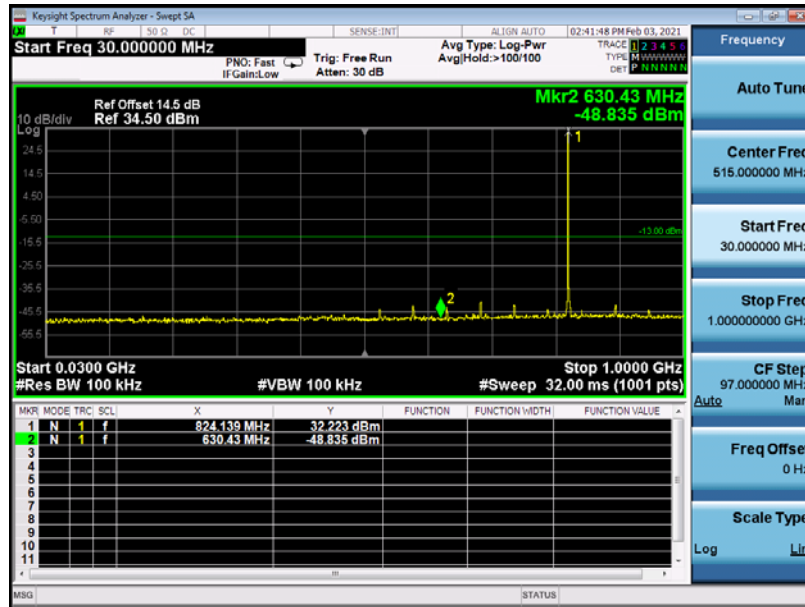 Keysight Spectrum Analyzer - Swept SA
T RF 50 Ω DC SENSE:INT ALIGN AUTO 02:41:48 PM Feb 03, 2021
Start Freq 30.000000 MHz
PNO: Fast
IFGain:Low
Trig: Free Run
Atten: 30 dB
Avg Type: Log-Pwr
Avg|Hold:>100/100
TRACE 1 2 3 4 5 6
TYPE M WWWWW
DET P N N N N N
Ref Offset 14.5 dB
Ref 34.50 dBm
10 dB/div
Log
Mkr2 630.43 MHz
-48.835 dBm
1
24.5
14.5
4.50
-5.50
-13.00 dBm
-15.5
-25.5
-35.5
2
-45.5
-55.5
Start 0.0300 GHz
Stop 1.0000 GHz
#Res BW 100 kHz
#VBW 100 kHz
#Sweep 32.00 ms (1001 pts)
MKR MODE TRC SCL X Y FUNCTION FUNCTION WIDTH FUNCTION VALUE
1 N 1 f 824.139 MHz 32.223 dBm
2 N 1 f 630.43 MHz -48.835 dBm
3
4
5
6
7
8
9
10
11
MSG
STATUS
Frequency
Auto Tune
Center Freq
515.000000 MHz
Start Freq
30.000000 MHz
Stop Freq
1.000000000 GHz
CF Step
97.000000 MHz
Auto Man
Freq Offset
0 Hz
Scale Type
Log Lin